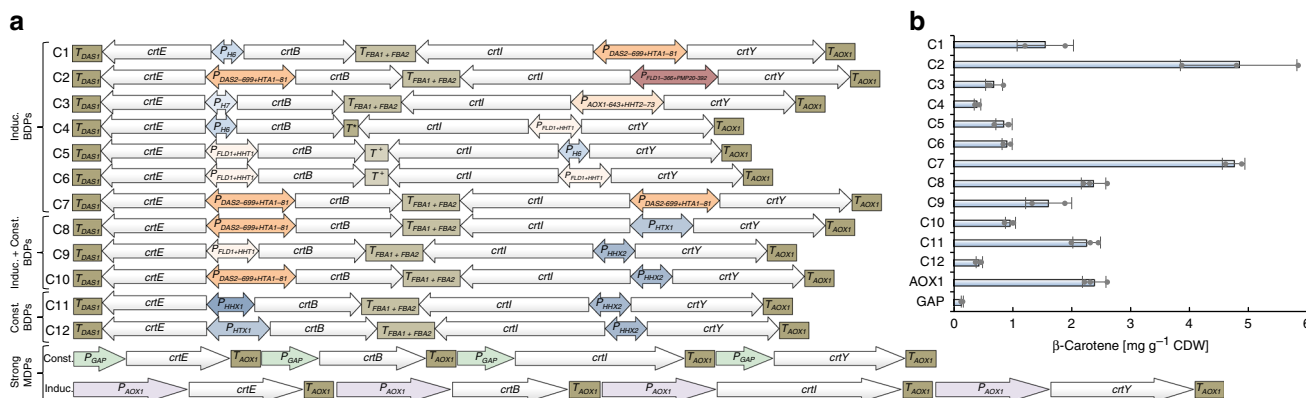 a
b
Induc. BDPs
Induc. + Const. BDPs
Const. BDPs
Strong MDPs
C1 TDAS1 crtE PH6 crtB TFBA1 + FBA2 crtI PDAS2–699+HTA1–81 crtY TAOX1
C2 TDAS1 crtE PDAS2–699+HTA1–81 crtB TFBA1 + FBA2 crtI PFLD1–366+PMP20-392 crtY TAOX1
C3 TDAS1 crtE PH7 crtB TFBA1 + FBA2 crtI PAOX1-643+HHT2–73 crtY TAOX1
C4 TDAS1 crtE PH6 crtB T* crtI PFLD1+HHT1 crtY TAOX1
C5 TDAS1 crtE PFLD1+HHT1 crtB T+ crtI PH6 crtY TAOX1
C6 TDAS1 crtE PFLD1+HHT1 crtB T+ crtI PFLD1+HHT1 crtY TAOX1
C7 TDAS1 crtE PDAS2–699+HTA1–81 crtB TFBA1 + FBA2 crtI PDAS2–699+HTA1–81 crtY TAOX1
C8 TDAS1 crtE PDAS2–699+HTA1–81 crtB TFBA1 + FBA2 crtI PHTX1 crtY TAOX1
C9 TDAS1 crtE PFLD1+HHT1 crtB TFBA1 + FBA2 crtI PHHX2 crtY TAOX1
C10 TDAS1 crtE PDAS2–699+HTA1–81 crtB TFBA1 + FBA2 crtI PHHX2 crtY TAOX1
C11 TDAS1 crtE PHHX1 crtB TFBA1 + FBA2 crtI PHHX2 crtY TAOX1
C12 TDAS1 crtE PHTX1 crtB TFBA1 + FBA2 crtI PHHX2 crtY TAOX1
Const. PGAP crtE TAOX1 PGAP crtB TAOX1 PGAP crtI TAOX1 PGAP crtY TAOX1
Induc. PAOX1 crtE TAOX1 PAOX1 crtB TAOX1 PAOX1 crtI TAOX1 PAOX1 crtY TAOX1
C1
C2
C3
C4
C5
C6
C7
C8
C9
C10
C11
C12
AOX1
GAP
0 1 2 3 4 5 6
β-Carotene [mg g⁻¹ CDW]